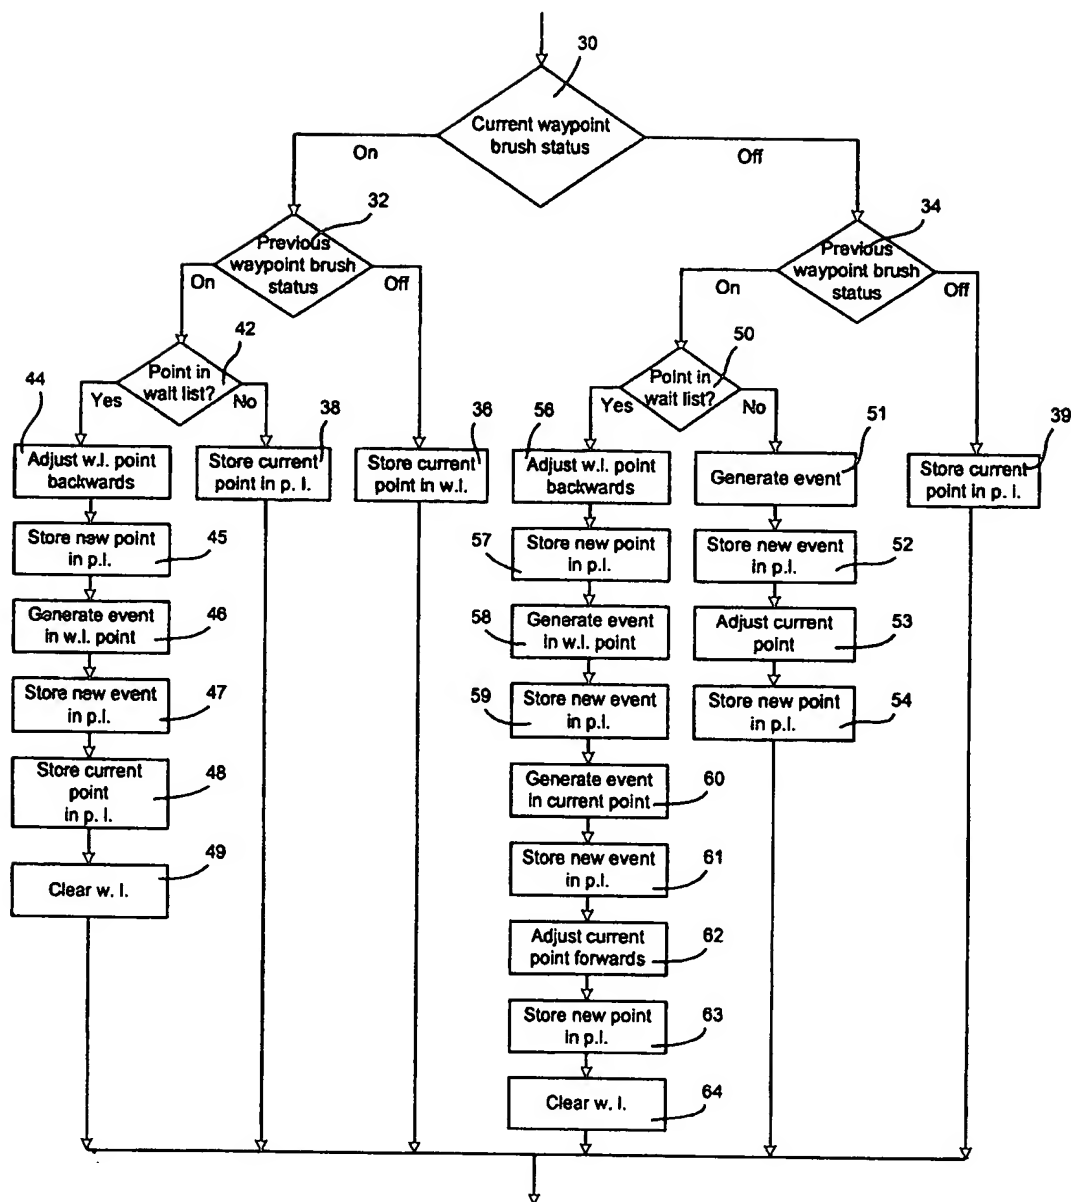 30
Current waypoint
brush status
On
Off
32
Previous
waypoint brush
status
On
Off
34
Previous
waypoint brush
status
On
Off
42
Point in
wait list?
Yes
No
50
Point in
wait list?
Yes
No
44
Adjust w.l. point
backwards
38
Store current
point in p. l.
36
Store current
point in w.l.
56
Adjust w.l. point
backwards
51
Generate event
39
Store current
point in p. l.
Store new point
in p.l.
45
57
Store new point
in p.l.
Store new event
in p.l.
52
Generate event
in w.l. point
46
58
Generate event
in w.l. point
Adjust current
point
53
Store new event
in p.l.
47
59
Store new event
in p.l.
Store new point
in p.l.
54
Store current
point
in p. l.
48
Generate event
in current point
60
49
Clear w. l.
Store new event
in p.l.
61
Adjust current
point forwards
62
Store new point
in p.l.
63
Clear w. l.
64